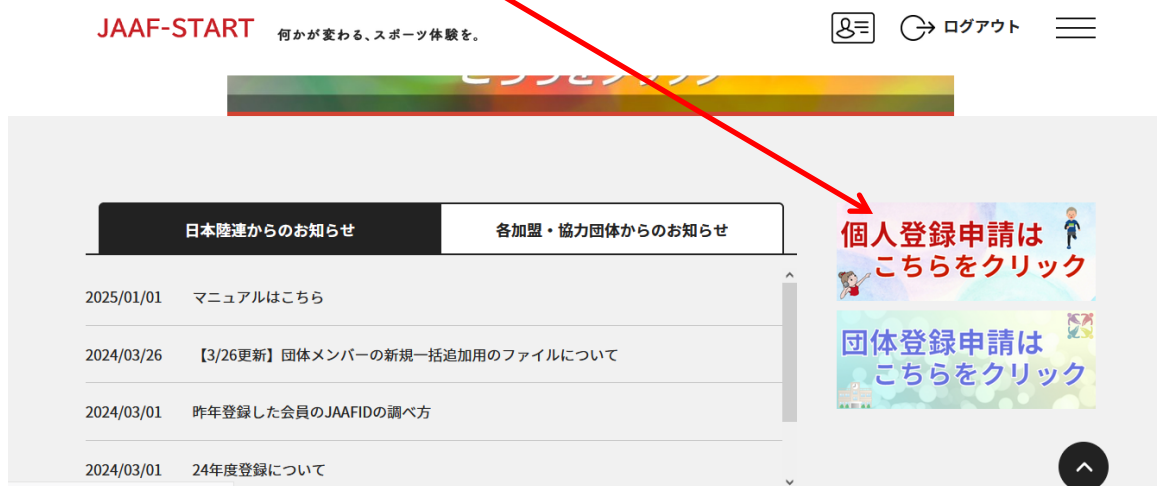 JAAF-START 何かが変わる、スポーツ体験を。
ログアウト
日本陸連からのお知らせ
各加盟・協力団体からのお知らせ
2025/01/01 マニュアルはこちら
2024/03/26 【3/26更新】団体メンバーの新規一括追加用のファイルについて
2024/03/01 昨年登録した会員のJAAFIDの調べ方
2024/03/01 24年度登録について
個人登録申請は
こちらをクリック
団体登録申請は
こちらをクリック